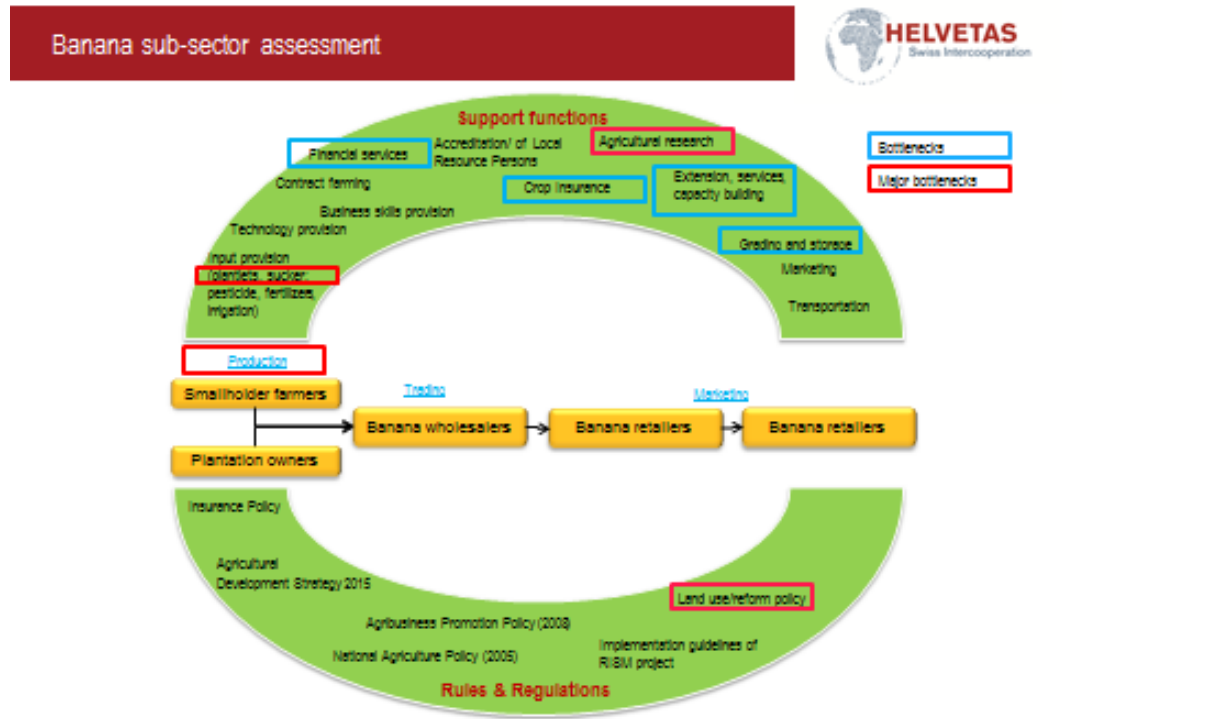 Banana sub-sector assessment
HELVETAS
Swiss Intercooperation
Support functions
Financial services
Accreditation/ of Local
Resource Persons
Agricultural research
Bottlenecks
Major bottlenecks
Contract farming
Crop Insurance
Extension, services,
capacity building
Business skills provision
Technology provision
Grading and storage
Input provision
(plantlets, sucker,
pesticide, fertilizers,
irrigation)
Marketing
Transportation
Production
Smallholder farmers
Trading
Marketing
Banana wholesalers
Banana retailers
Banana retailers
Plantation owners
Insurance Policy
Agricultural
Development Strategy 2015
Land use/reform policy
Agribusiness Promotion Policy (2008)
National Agriculture Policy (2005)
Implementation guidelines of
RISM project
Rules & Regulations